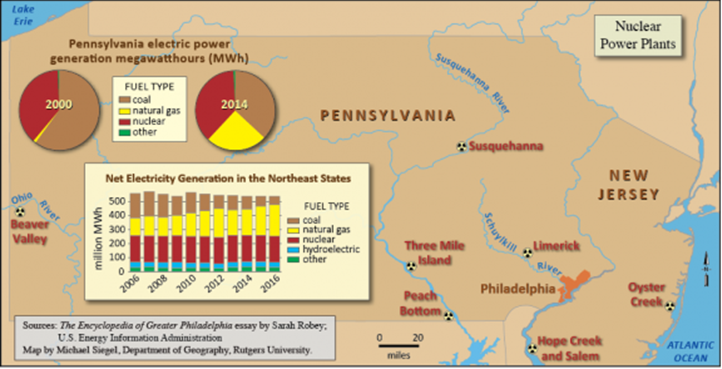 Lake
Erie
Nuclear
Power Plants
Pennsylvania electric power
generation megawatthours (MWh)
2000
FUEL TYPE
coal
natural gas
nuclear
other
2014
Susquehanna
River
PENNSYLVANIA
Susquehanna
NEW
JERSEY
Net Electricity Generation in the Northeast States
million MWh
500
400
300
200
100
0
2006
2008
2010
2012
2014
2016
FUEL TYPE
coal
natural gas
nuclear
hydroelectric
other
Ohio
River
Beaver
Valley
Schuylkill
River
Three Mile
Island
Limerick
Philadelphia
Peach
Bottom
Oyster
Creek
Hope Creek
and Salem
ATLANTIC
OCEAN
0 20
miles
Sources: The Encyclopedia of Greater Philadelphia essay by Sarah Robey;
U.S. Energy Information Administration
Map by Michael Siegel, Department of Geography, Rutgers University.